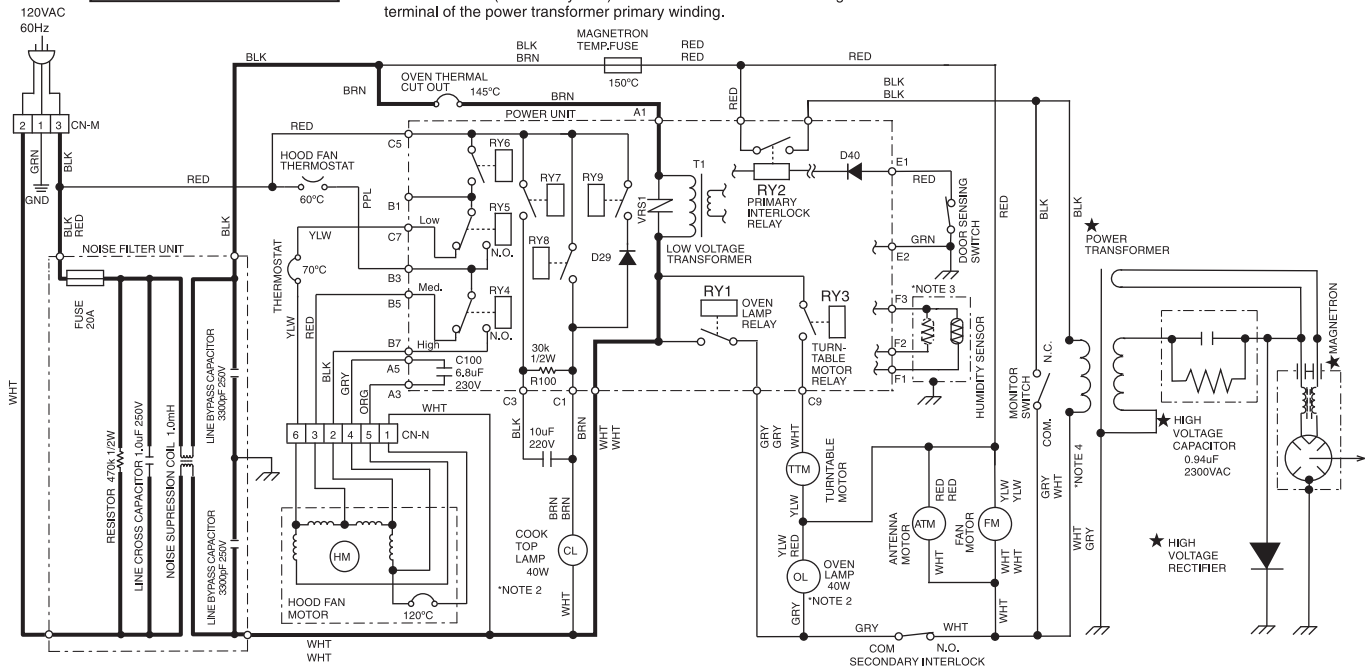 terminal of the power transformer primary winding.
120VAC
60Hz
2 1 3 CN-M
GRN
BLK
GND
BLK
RED
WHT
NOISE FILTER UNIT
FUSE
20A
RESISTOR 470k 1/2W
LINE CROSS CAPACITOR 1.0uF 250V
NOISE SUPRESSION COIL 1.0mH
LINE BYPASS CAPACITOR
3300pF 250V
LINE BYPASS CAPACITOR
3300pF 250V
BLK
BLK
BRN
OVEN THERMAL
CUT OUT
145ºC
BRN
BLK
BRN
MAGNETRON
TEMP.FUSE
150ºC
RED
RED
RED
BLK
BLK
RED
HOOD FAN
THERMOSTAT
60ºC
RED
PPL
YLW
THERMOSTAT
70ºC
YLW
RED
BLK
GRY
ORG
WHT
6 3 2 4 5 1 CN-N
HM
HOOD FAN
MOTOR
120ºC
WHT
WHT
POWER UNIT
A1
C5
B1
C7
Low
B3
B5
Med.
B7
High
A5
A3
RY6
RY5
N.O.
RY4
N.O.
C100
6.8uF
230V
RY7
RY8
RY9
D29
30k
1/2W
R100
C3
C1
BLK
BRN
10uF
220V
WHT
WHT
BRN
BRN
COOK
TOP
LAMP
40W
*NOTE 2
CL
WHT
VRS1
T1
LOW VOLTAGE
TRANSFORMER
RED
RY2
PRIMARY
INTERLOCK
RELAY
D40
E1
RED
GRN
E2
DOOR SENSING
SWITCH
RY1
OVEN
LAMP
RELAY
RY3
TURN-
TABLE
MOTOR
RELAY
*NOTE 3
F3
F2
F1
HUMIDITY SENSOR
C9
GRY
GRY
WHT
TTM
TURNTABLE
MOTOR
YLW
YLW
RED
OL
OVEN
LAMP
40W
*NOTE 2
GRY
ANTENNA
MOTOR
ATM
RED
RED
WHT
FAN
MOTOR
FM
YLW
YLW
WHT
WHT
WHT
RED
GRY
WHT
COM
N.O.
SECONDARY INTERLOCK
BLK
BLK
MONITOR
SWITCH
N.C.
COM.
GRY
WHT
*NOTE 4
WHT
GRY
★
POWER
TRANSFORMER
★ HIGH
VOLTAGE
CAPACITOR
0.94uF
2300VAC
★ HIGH
VOLTAGE
RECTIFIER
★ MAGNETRON